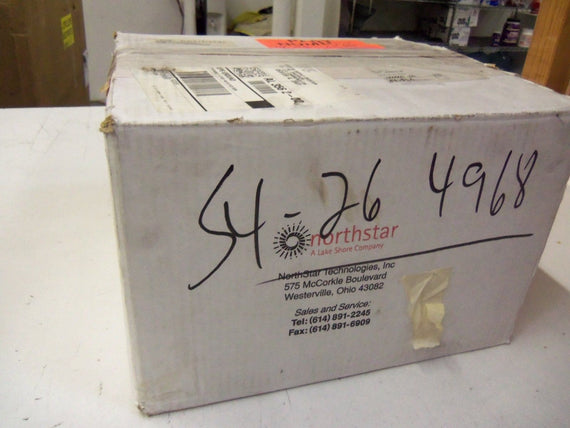 54-26 4968
northstar
A Lake Shore Company
NorthStar Technologies, Inc
575 McCorkle Boulevard
Westerville, Ohio 43082
Sales and Service:
Tel: (614) 891-2245
Fax: (614) 891-6909